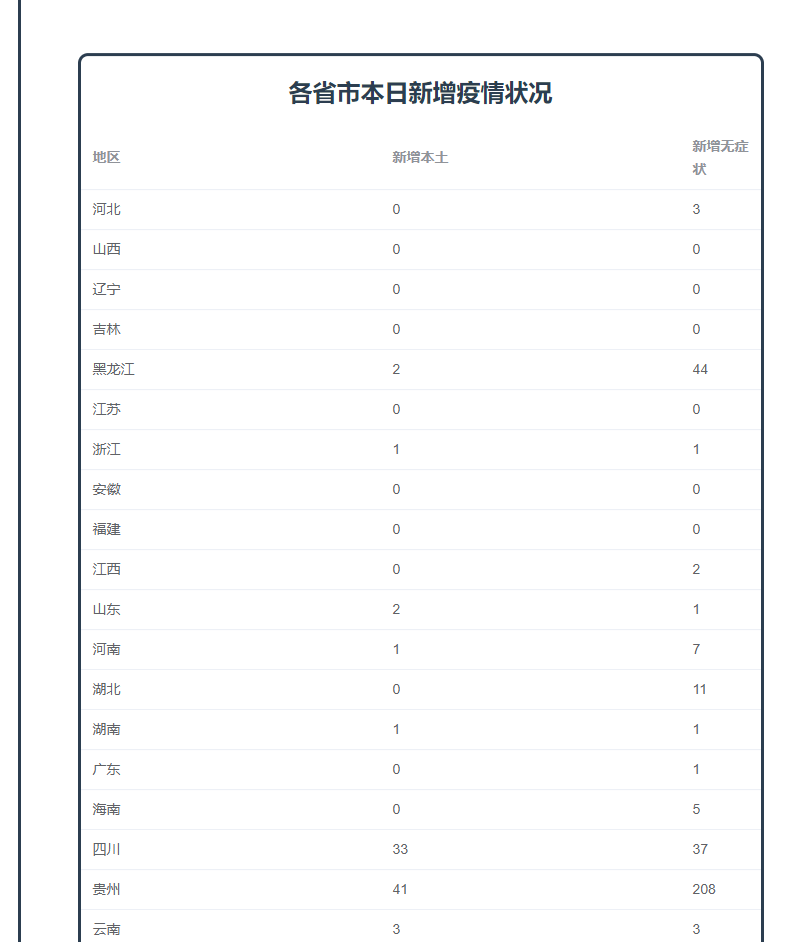 各省市本日新增疫情状况
地区 新增本土 新增无症
状
河北 0 3
山西 0 0
辽宁 0 0
吉林 0 0
黑龙江 2 44
江苏 0 0
浙江 1 1
安徽 0 0
福建 0 0
江西 0 2
山东 2 1
河南 1 7
湖北 0 11
湖南 1 1
广东 0 1
海南 0 5
四川 33 37
贵州 41 208
云南 3 3